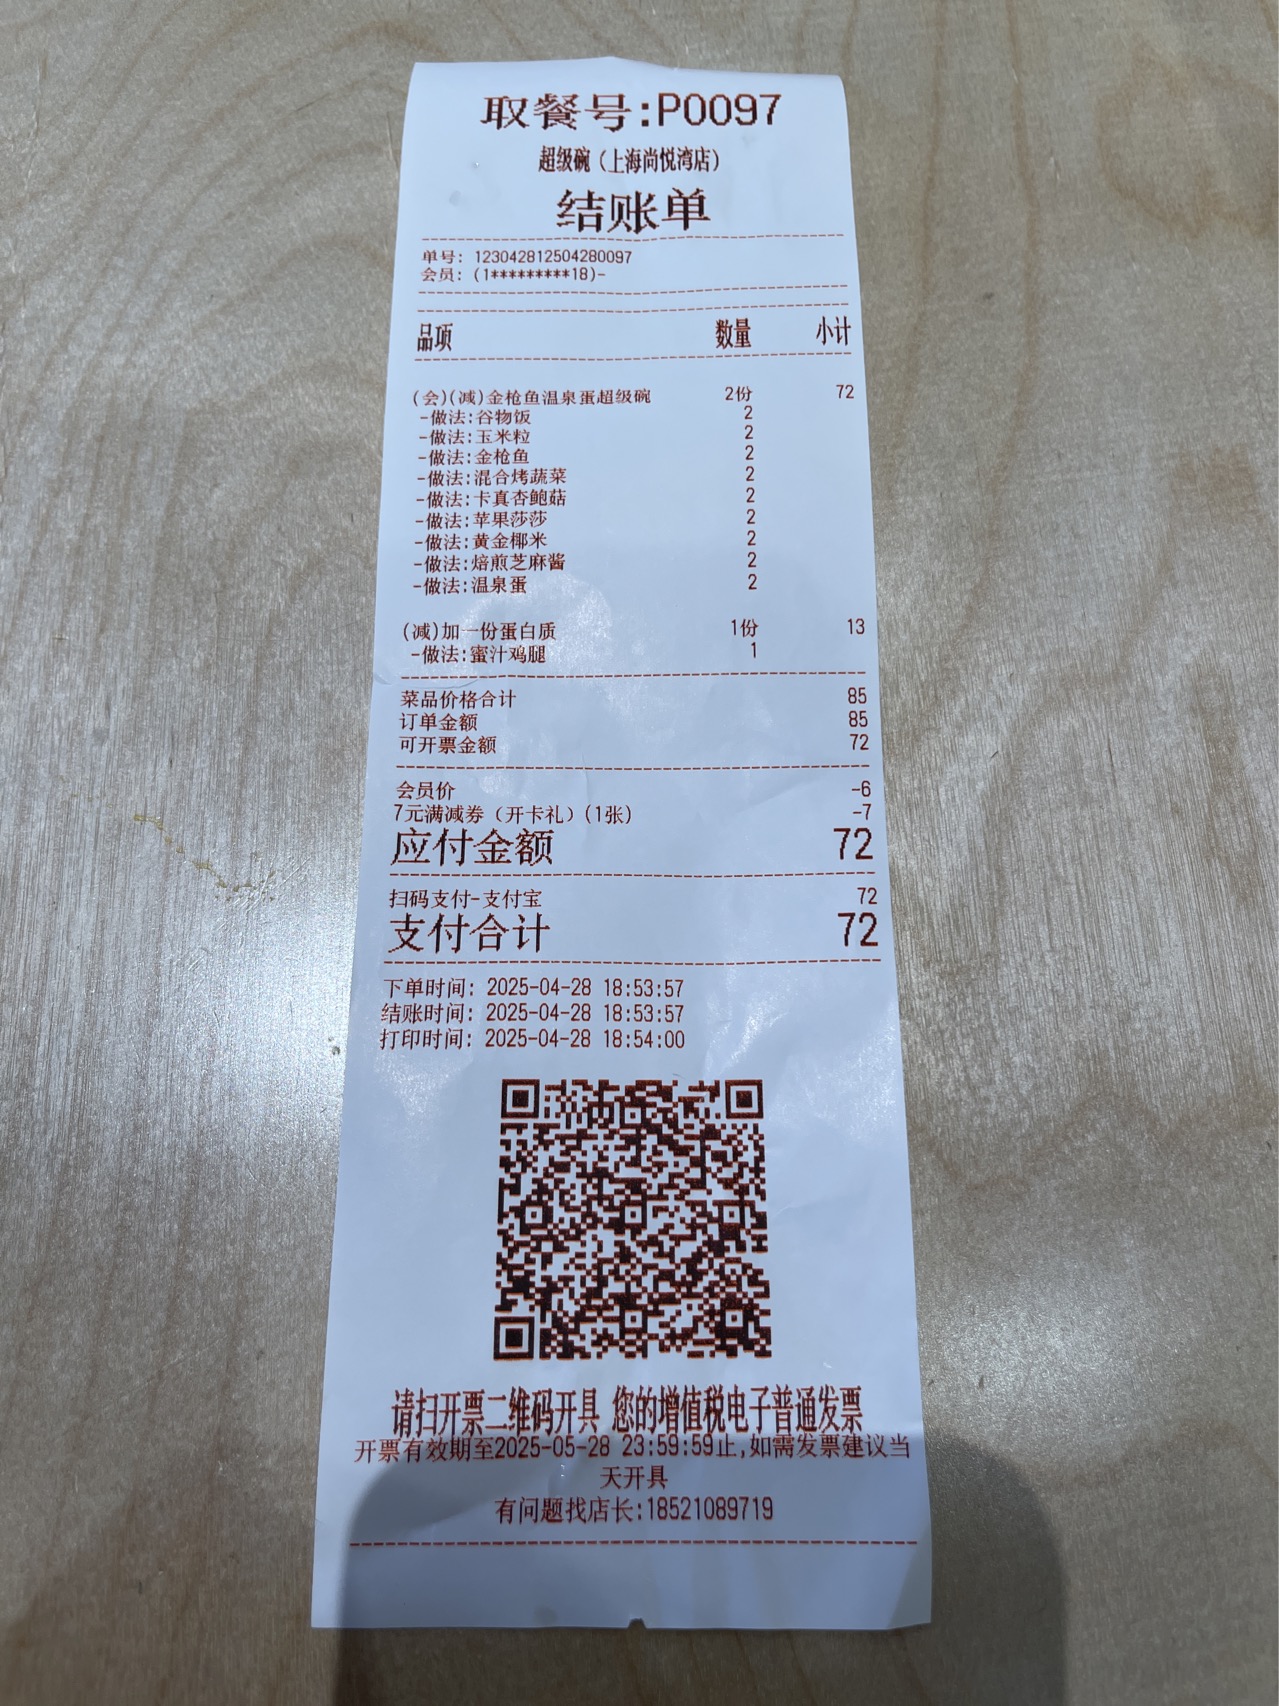 取餐号:P0097
超级碗（上海尚悦湾店）
结账单
单号: 123042812504280097
会员: (1*********18)-
品项 数量 小计
(会)(减)金枪鱼温泉蛋超级碗 2份 72
-做法:谷物饭 2
-做法:玉米粒 2
-做法:金枪鱼 2
-做法:混合烤蔬菜 2
-做法:卡真杏鲍菇 2
-做法:苹果莎莎 2
-做法:黄金椰米 2
-做法:焙煎芝麻酱 2
-做法:温泉蛋 2
(减)加一份蛋白质 1份 13
-做法:蜜汁鸡腿 1
菜品价格合计 85
订单金额 85
可开票金额 72
会员价 -6
7元满减券（开卡礼）(1张) -7
应付金额 72
扫码支付-支付宝 72
支付合计 72
下单时间: 2025-04-28 18:53:57
结账时间: 2025-04-28 18:53:57
打印时间: 2025-04-28 18:54:00
请扫开票二维码开具 您的增值税电子普通发票
开票有效期至2025-05-28 23:59:59止,如需发票建议当
天开具
有问题找店长:18521089719